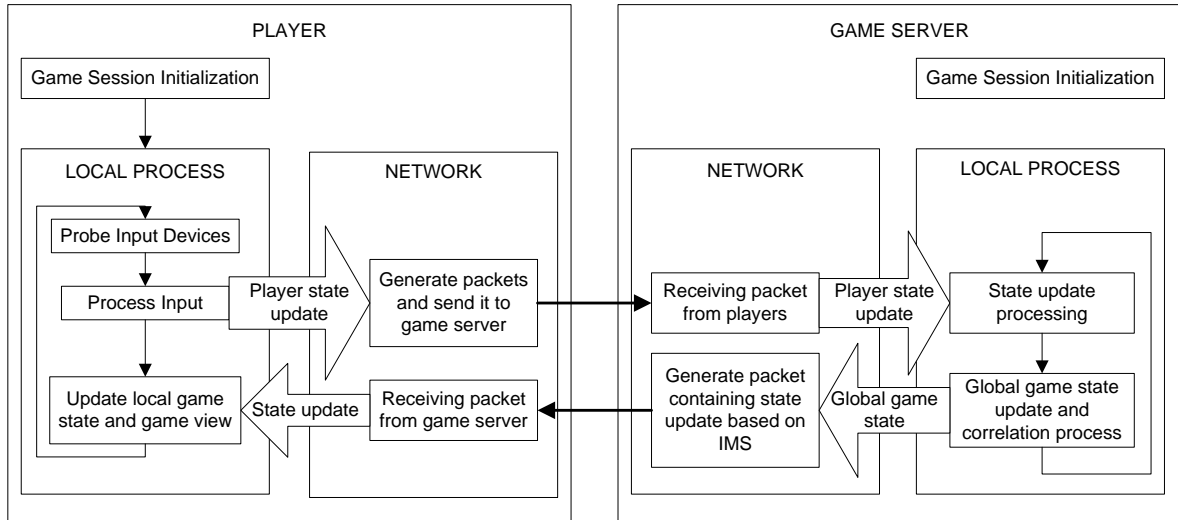 PLAYER
Game Session Initialization
LOCAL PROCESS
Probe Input Devices
Process Input
Update local game
state and game view
NETWORK
Player state
update
Generate packets
and send it to
game server
State update
Receiving packet
from game server
GAME SERVER
Game Session Initialization
NETWORK
Receiving packet
from players
Generate packet
containing state
update based on
IMS
Player state
update
Global game
state
LOCAL PROCESS
State update
processing
Global game state
update and
correlation process